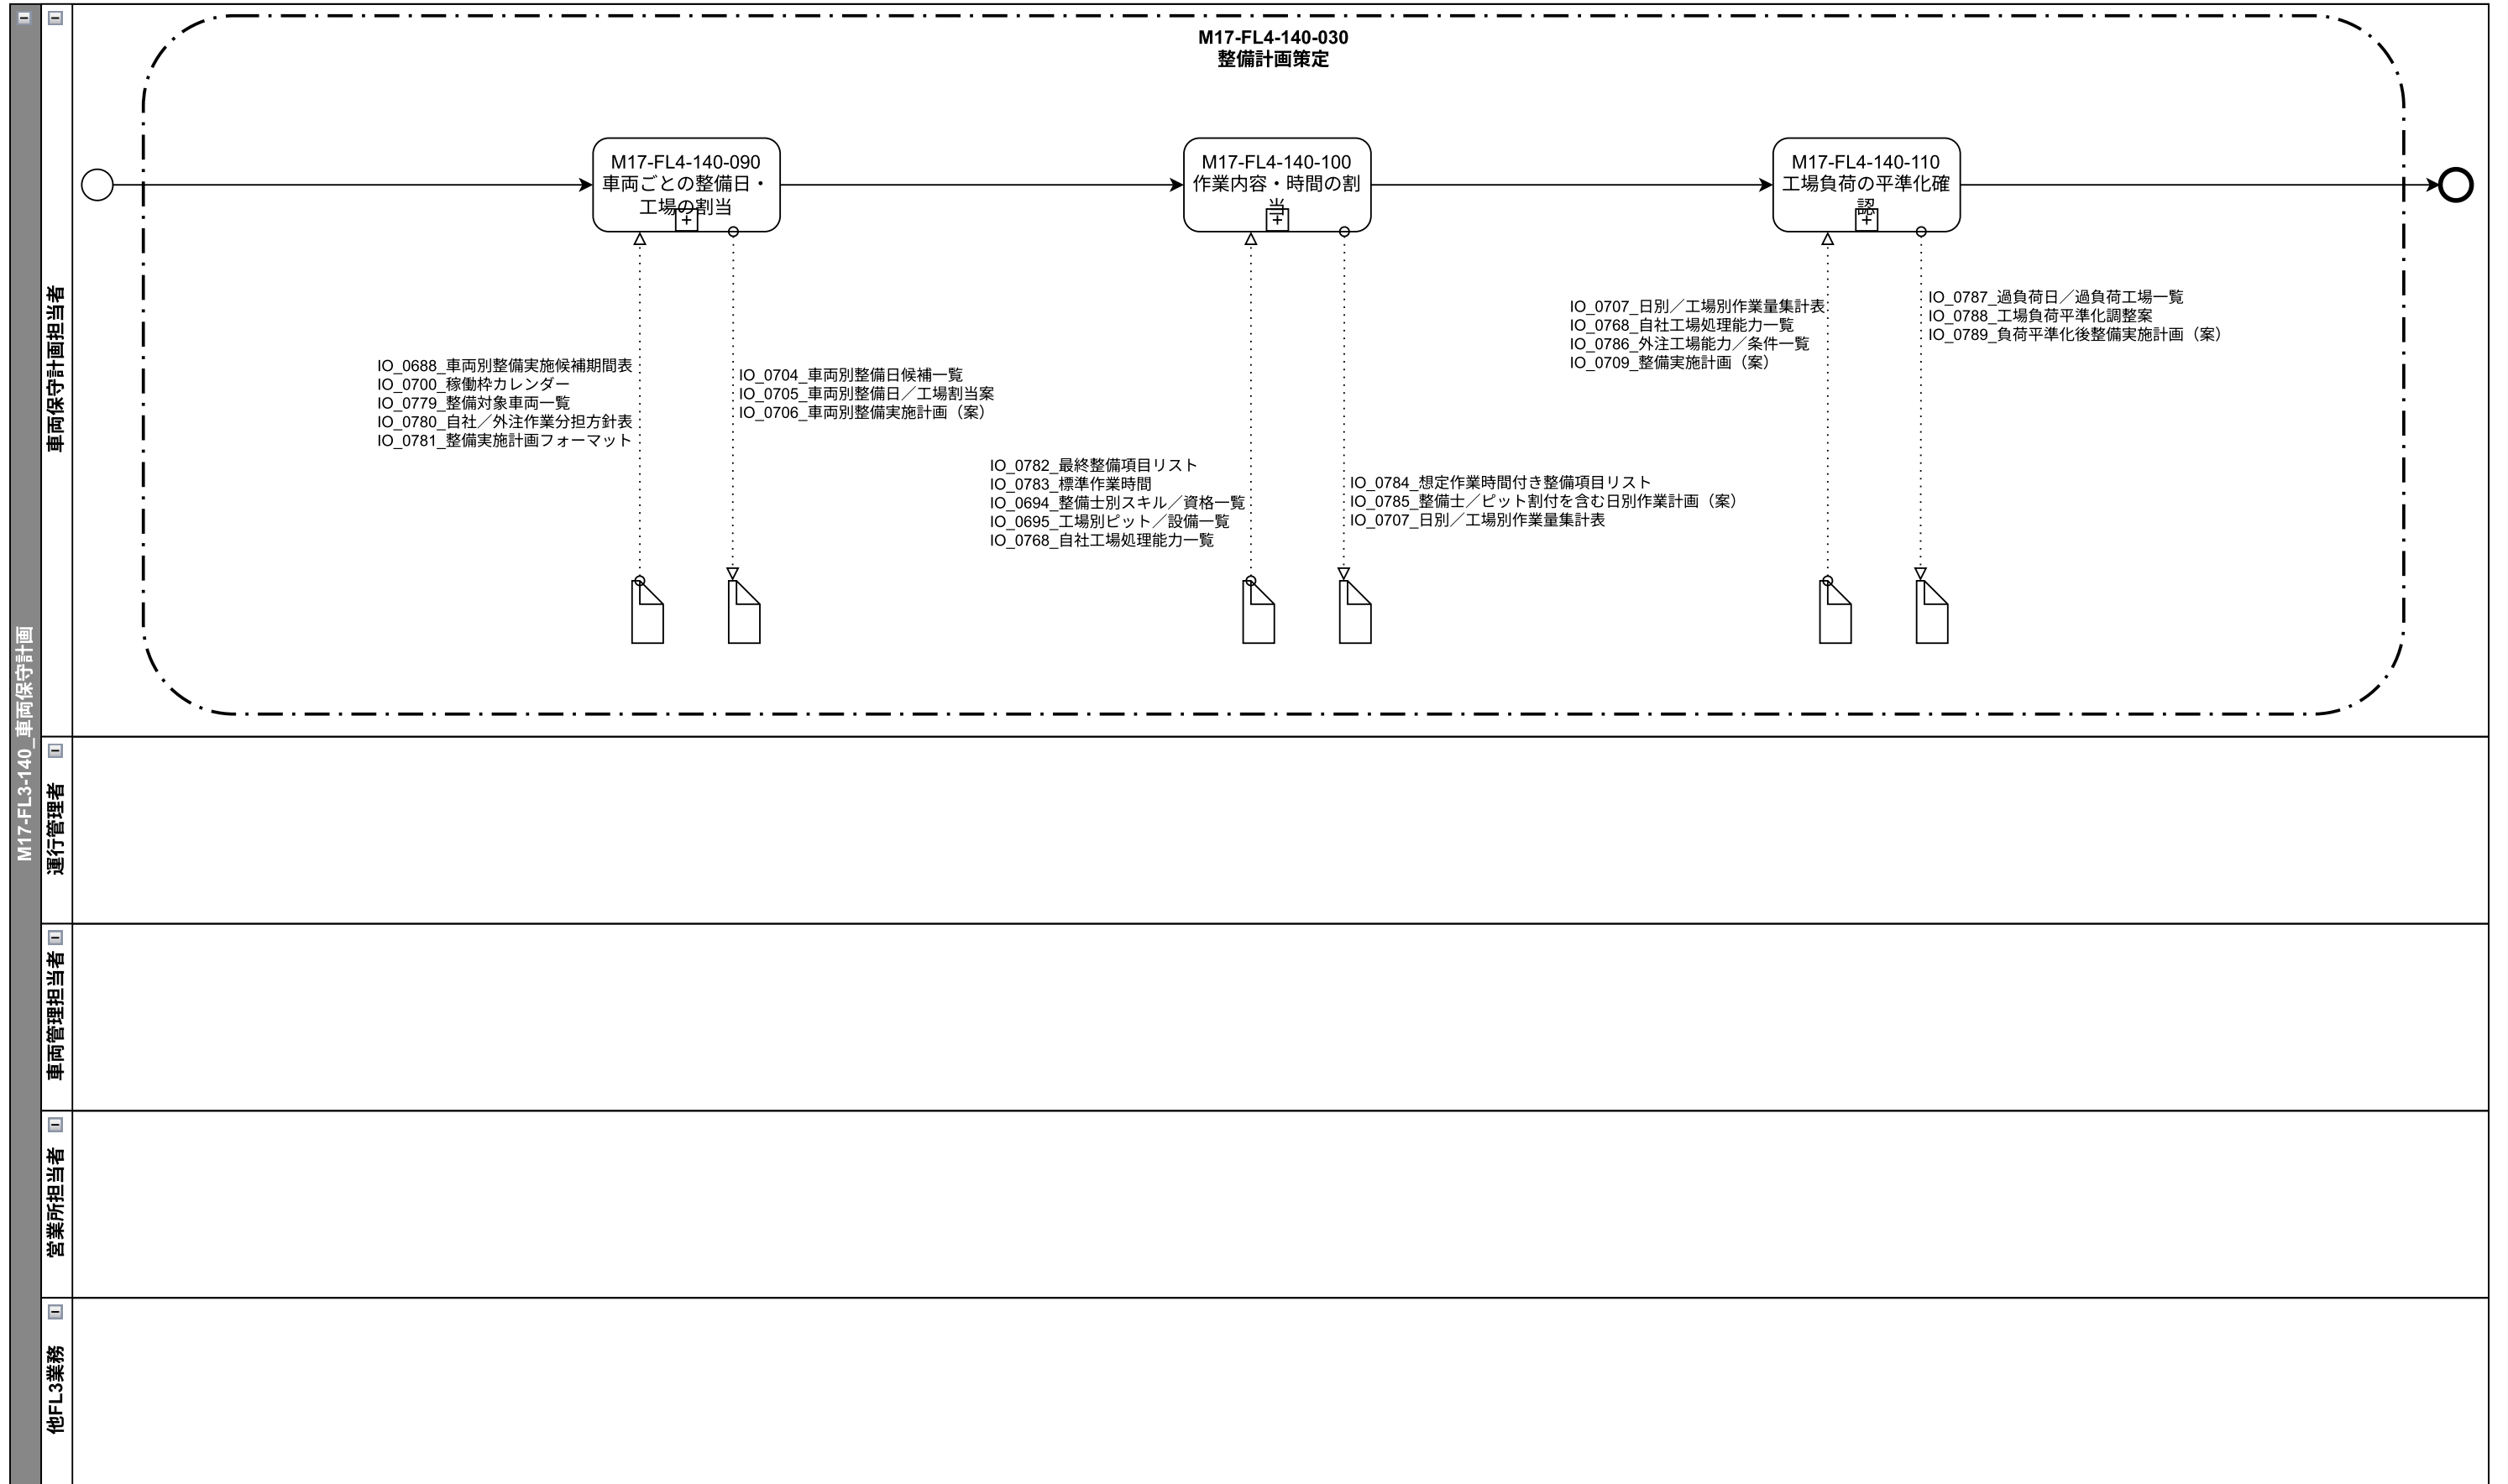 M17-FL3-140_車両保守計画
車両保守計画担当者
M17-FL4-140-030
整備計画策定
M17-FL4-140-090
車両ごとの整備日・
工場の割当
M17-FL4-140-100
作業内容・時間の割
当
M17-FL4-140-110
工場負荷の平準化確
認
IO_0688_車両別整備実施候補期間表
IO_0700_稼働枠カレンダー
IO_0779_整備対象車両一覧
IO_0780_自社／外注作業分担方針表
IO_0781_整備実施計画フォーマット
IO_0704_車両別整備日候補一覧
IO_0705_車両別整備日／工場割当案
IO_0706_車両別整備実施計画（案）
IO_0782_最終整備項目リスト
IO_0783_標準作業時間
IO_0694_整備士別スキル／資格一覧
IO_0695_工場別ピット／設備一覧
IO_0768_自社工場処理能力一覧
IO_0784_想定作業時間付き整備項目リスト
IO_0785_整備士／ピット割付を含む日別作業計画（案）
IO_0707_日別／工場別作業量集計表
IO_0707_日別／工場別作業量集計表
IO_0768_自社工場処理能力一覧
IO_0786_外注工場能力／条件一覧
IO_0709_整備実施計画（案）
IO_0787_過負荷日／過負荷工場一覧
IO_0788_工場負荷平準化調整案
IO_0789_負荷平準化後整備実施計画（案）
運行管理者
車両管理担当者
営業所担当者
他FL3業務